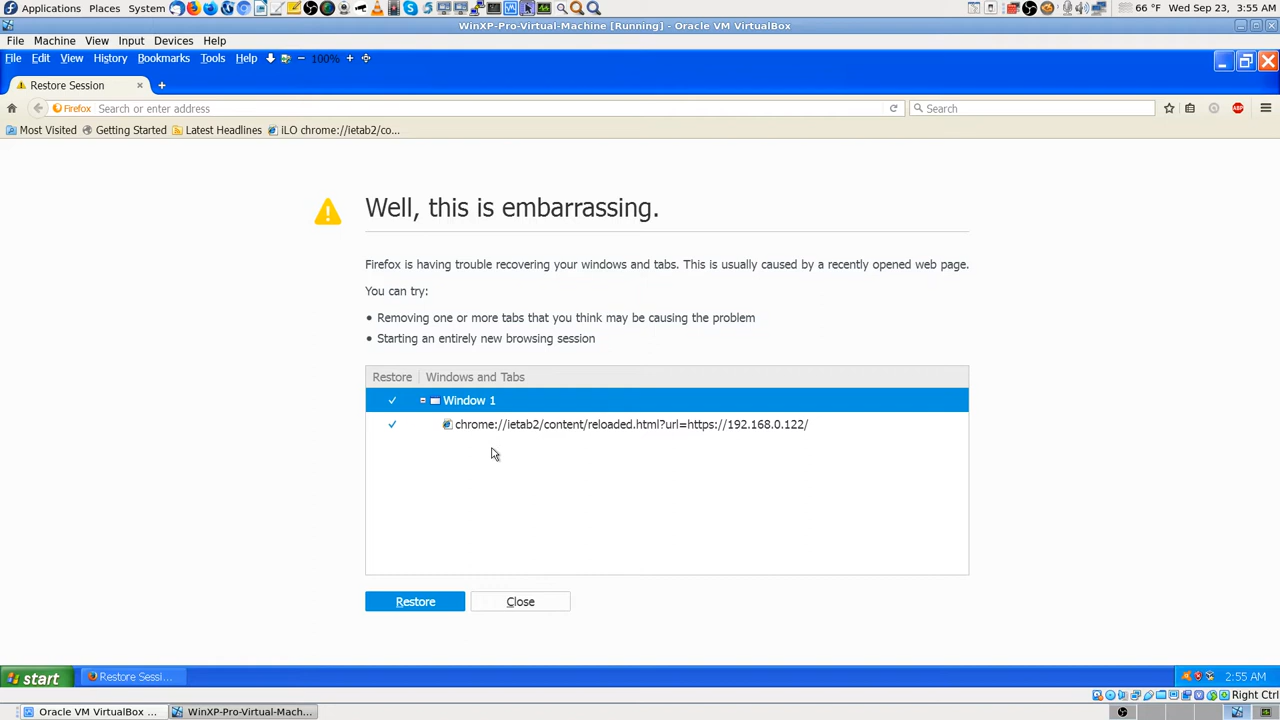 Applications Places System 66 °F Wed Sep 23, 3:55 AM
WinXP-Pro-Virtual-Machine [Running] - Oracle VM VirtualBox
File Machine View Input Devices Help
File Edit View History Bookmarks Tools Help 100%
Restore Session
Firefox Search or enter address Search
Most Visited Getting Started Latest Headlines iLO chrome://ietab2/co...
Well, this is embarrassing.
Firefox is having trouble recovering your windows and tabs. This is usually caused by a recently opened web page.
You can try:
• Removing one or more tabs that you think may be causing the problem
• Starting an entirely new browsing session
Restore Windows and Tabs
Window 1
chrome://ietab2/content/reloaded.html?url=https://192.168.0.122/
Restore Close
start Restore Sessi... 2:55 AM
Right Ctrl
Oracle VM VirtualBox ... WinXP-Pro-Virtual-Mach...